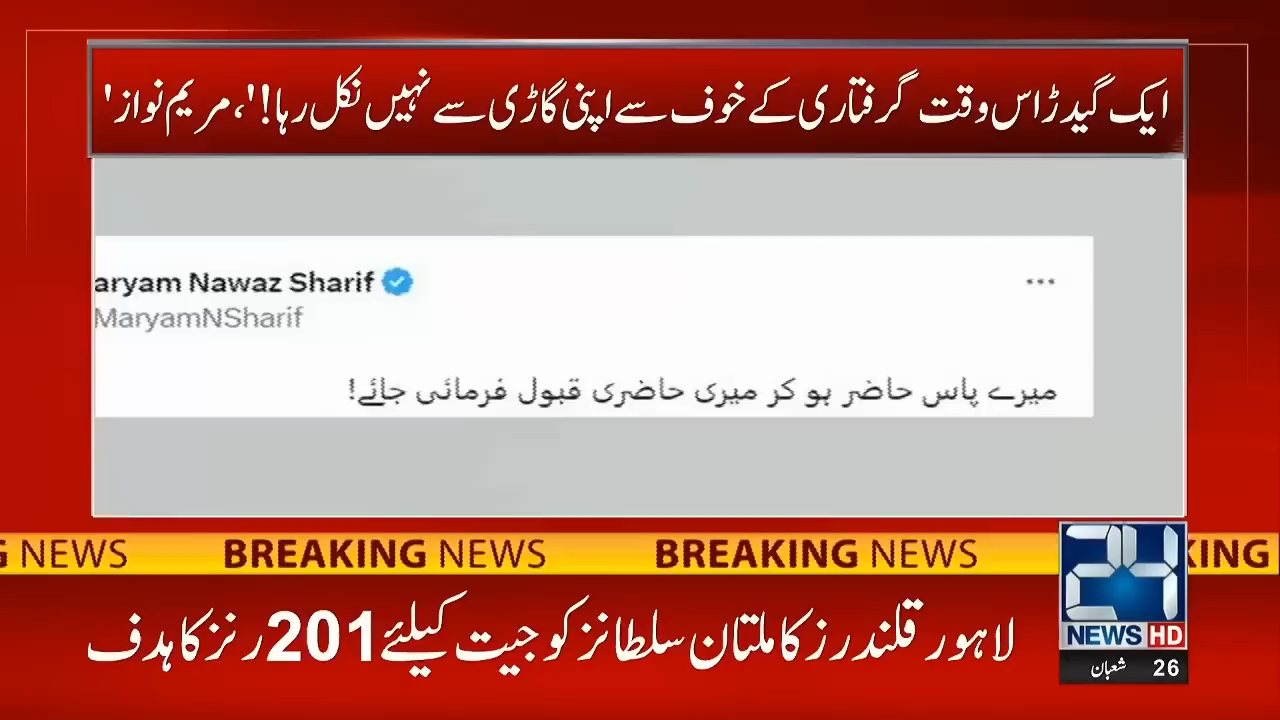 ایک گیدڑ اس وقت گرفتاری کے خوف سے اپنی گاڑی سے نہیں نکل رہا!'، مریم نواز'
aryam Nawaz Sharif
MaryamNSharif
میرے پاس حاضر ہو کر میری حاضری قبول فرمائی جائے!
G NEWS BREAKING NEWS BREAKING NEWS KING
24
NEWS HD
لاہور قلندرز کا ملتان سلطانز کو جیت کیلئے 201 رنز کا ہدف
26 شعبان